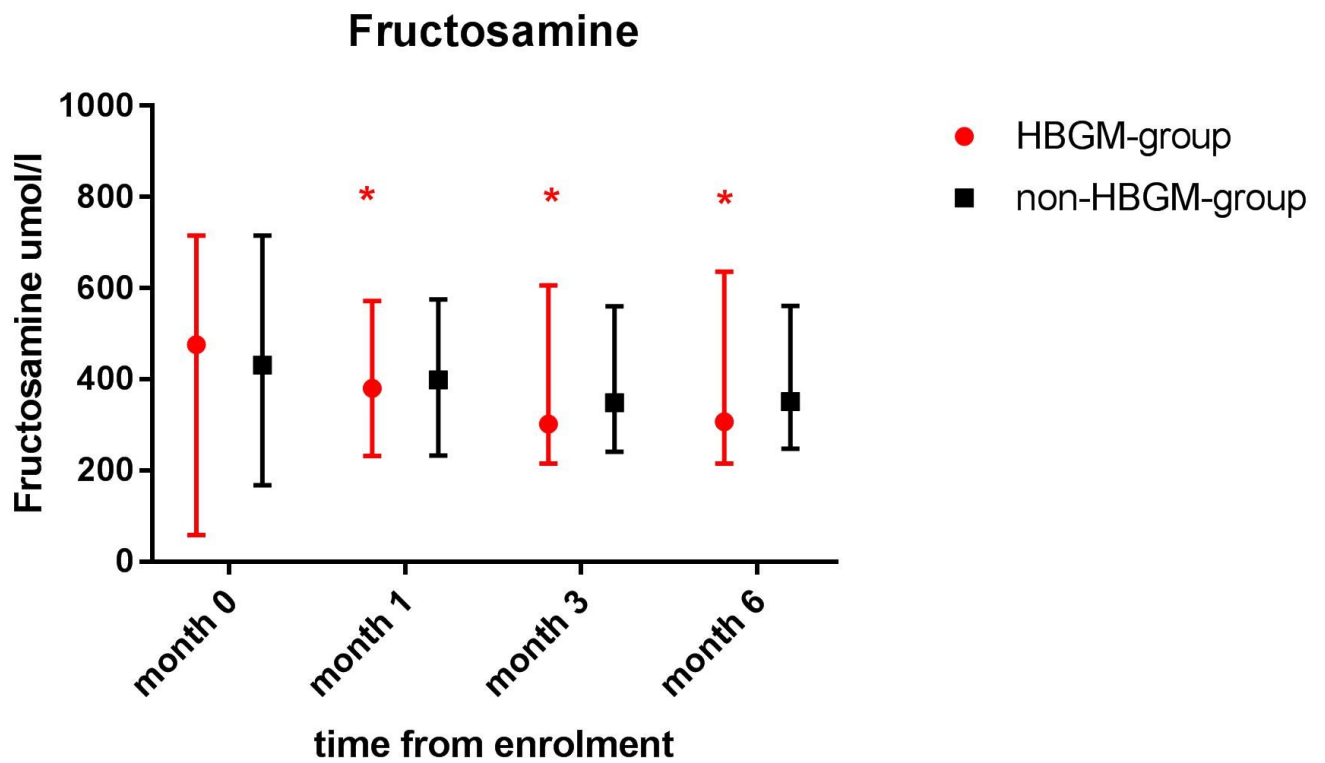 Fructosamine
1000
800
600
400
200
0
Fructosamine umol/l
* * *
month 0 month 1 month 3 month 6
time from enrolment
HBGM-group
non-HBGM-group